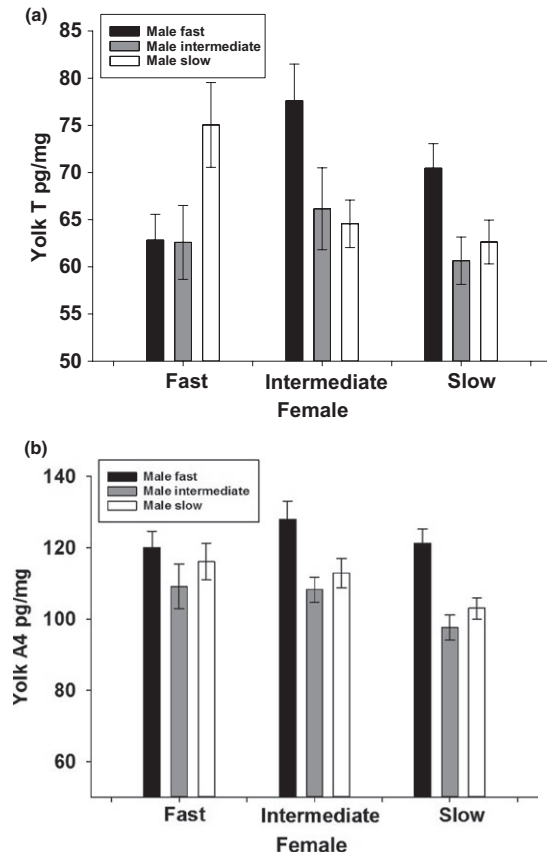 (a)
Male fast
Male intermediate
Male slow
85
80
75
70
65
60
55
50
Yolk T pg/mg
Fast Intermediate Slow
Female
(b)
Male fast
Male intermediate
Male slow
140
120
100
80
60
Yolk A4 pg/mg
Fast Intermediate Slow
Female